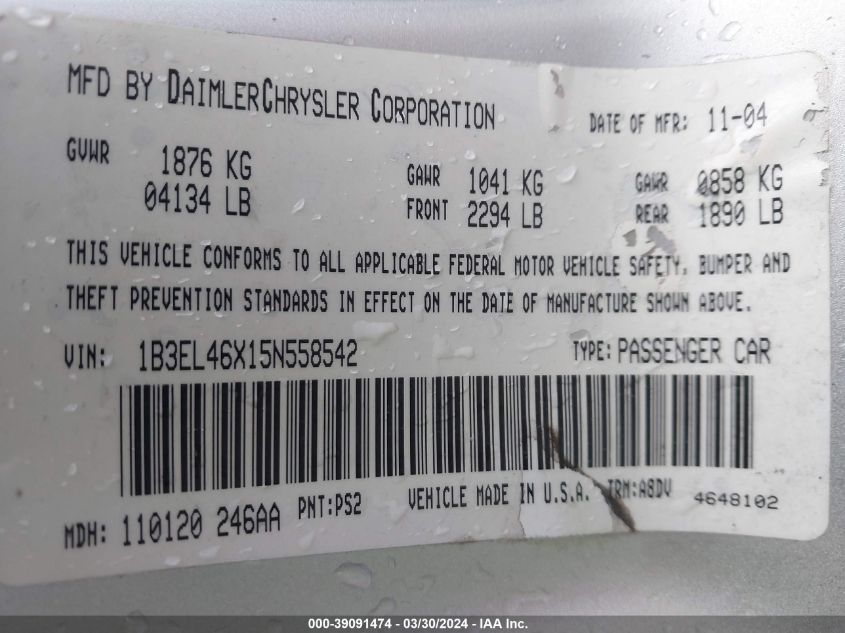 MFD BY DAIMLERCHRYSLER CORPORATION DATE OF MFR: 11-04
GVWR 1876 KG GAWR 1041 KG GAWR 0858 KG
04134 LB FRONT 2294 LB REAR 1890 LB
THIS VEHICLE CONFORMS TO ALL APPLICABLE FEDERAL MOTOR VEHICLE SAFETY, BUMPER AND
THEFT PREVENTION STANDARDS IN EFFECT ON THE DATE OF MANUFACTURE SHOWN ABOVE.
VIN: 1B3EL46X15N558542 TYPE: PASSENGER CAR
MDH: 110120 246AA PNT:PS2 VEHICLE MADE IN U.S.A. TRM:A8DV 4648102
000-39091474 / 03/30/2024 - IAA Inc.